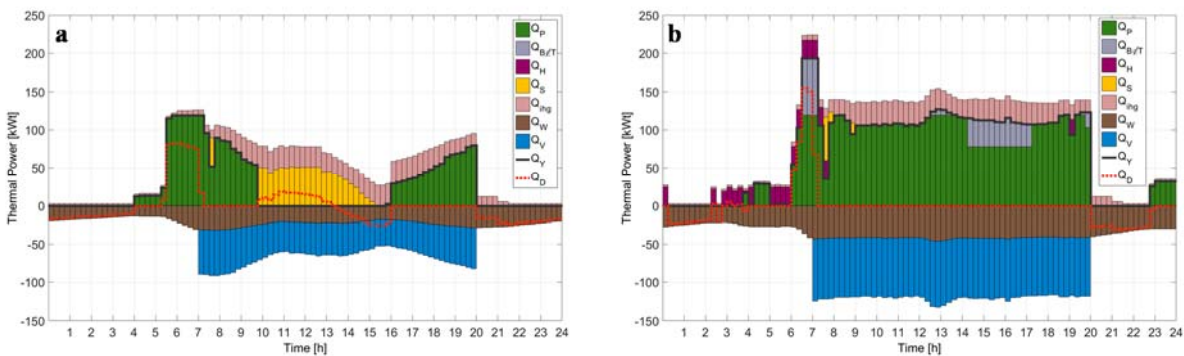 a
250
200
150
100
50
0
-50
-100
-150
Thermal Power [kWt]
1 2 3 4 5 6 7 8 9 10 11 12 13 14 15 16 17 18 19 20 21 22 23 24
Time [h]
Q_P
Q_H
Q_S
Q_ihg
Q_W
Q_V
Q_Y
Q_D
b
250
200
150
100
50
0
-50
-100
-150
Thermal Power [kWt]
1 2 3 4 5 6 7 8 9 10 11 12 13 14 15 16 17 18 19 20 21 22 23 24
Time [h]
Q_P
Q_H
Q_S
Q_ihg
Q_W
Q_V
Q_Y
Q_D